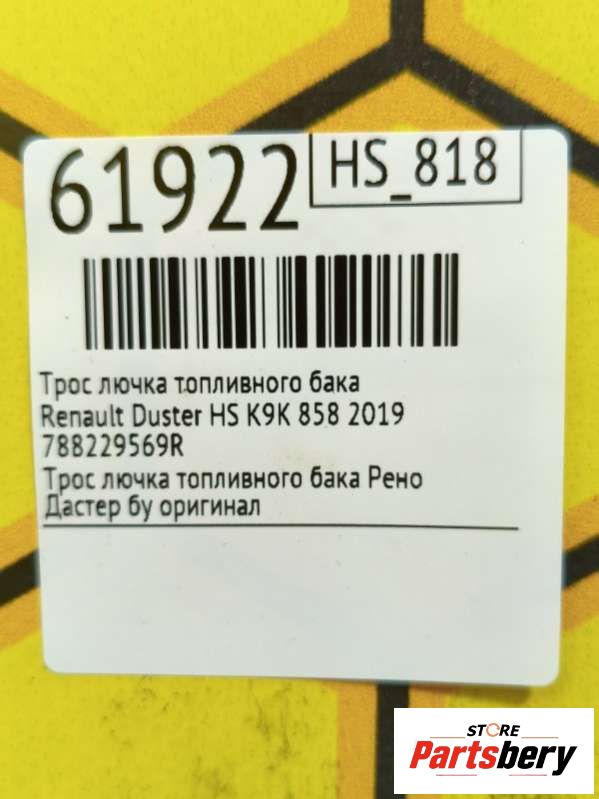 61922
HS_818
Трос лючка топливного бака
Renault Duster HS K9K 858 2019
788229569R
Трос лючка топливного бака Рено
Дастер бу оригинал
STORE
Partsbery